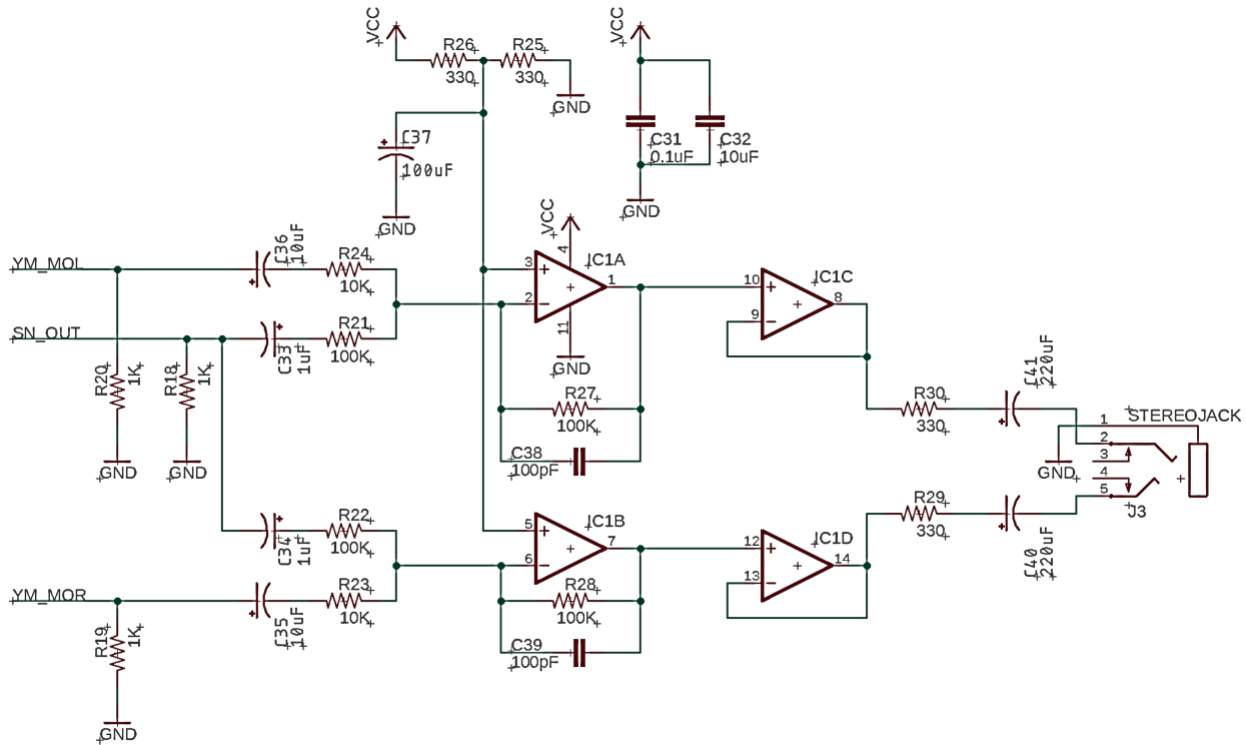 VCC
R26
330
R25
330
GND
VCC
C31
0.1uF
C32
10uF
GND
C37
100uF
GND
VCC
4
3
2
1
11
IC1A
GND
YM_MOL
C36
10uF
R24
10K
SN_OUT
C33
1uF
R21
100K
R20
1K
GND
R18
1K
GND
R27
100K
C38
100pF
10
9
8
IC1C
R30
330
C41
220uF
STEREOJACK
1
2
3
4
5
GND
J3
C34
1uF
R22
100K
5
6
7
IC1B
12
13
14
IC1D
R29
330
C40
220uF
YM_MOR
C35
10uF
R23
10K
R28
100K
C39
100pF
R19
1K
GND